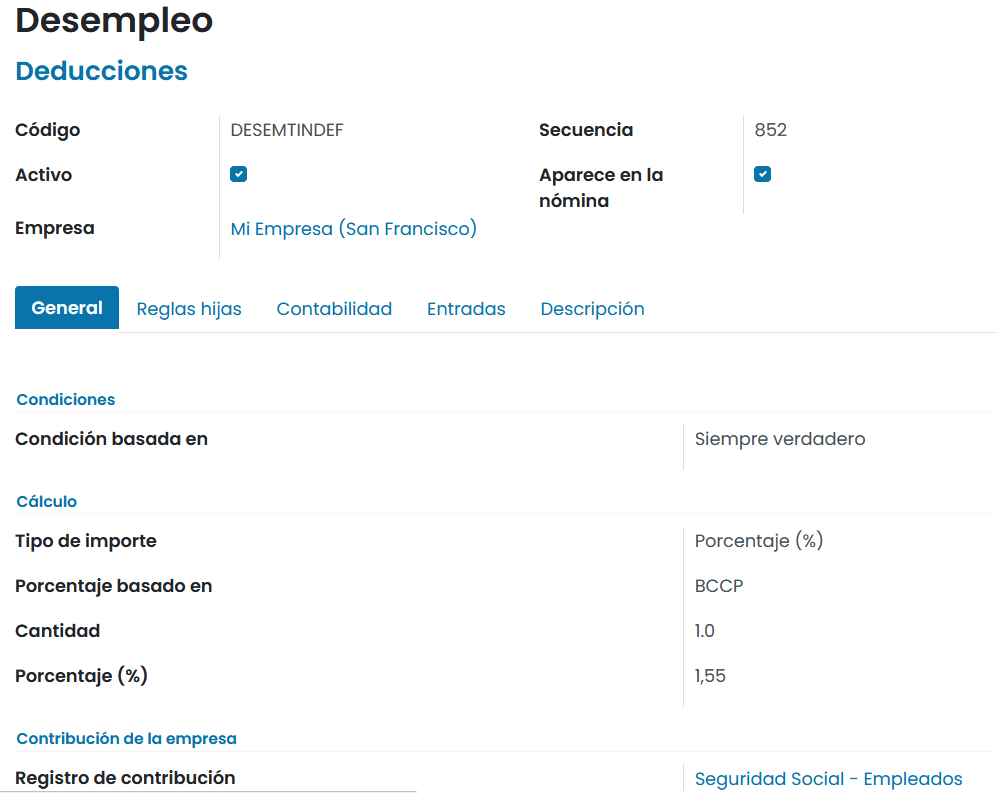 Desempleo
Deducciones
Código DESEMTINDEF Secuencia 852
Activo Aparece en la nómina
Empresa Mi Empresa (San Francisco)
General Reglas hijas Contabilidad Entradas Descripción
Condiciones
Condición basada en Siempre verdadero
Cálculo
Tipo de importe Porcentaje (%)
Porcentaje basado en BCCP
Cantidad 1.0
Porcentaje (%) 1,55
Contribución de la empresa
Registro de contribución Seguridad Social - Empleados